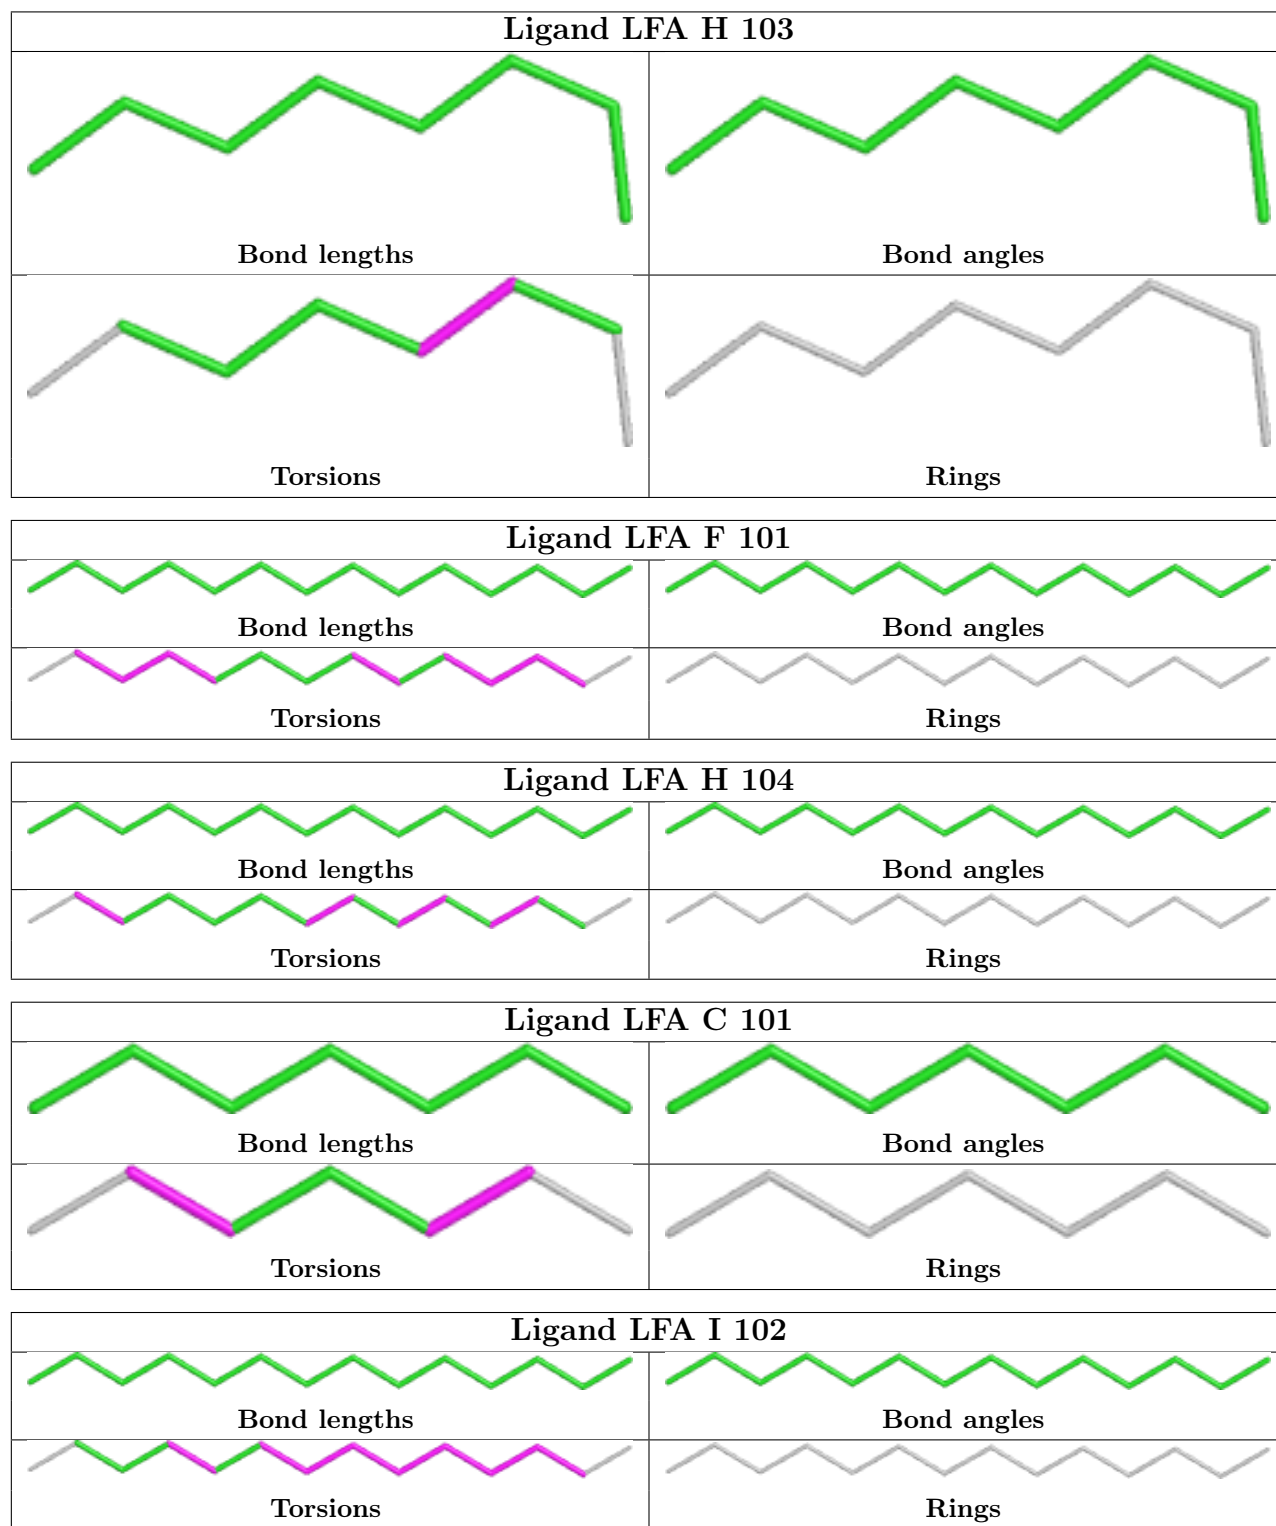 Ligand LFA H 103
Bond lengths
Bond angles
Torsions
Rings
Ligand LFA F 101
Bond lengths
Bond angles
Torsions
Rings
Ligand LFA H 104
Bond lengths
Bond angles
Torsions
Rings
Ligand LFA C 101
Bond lengths
Bond angles
Torsions
Rings
Ligand LFA I 102
Bond lengths
Bond angles
Torsions
Rings